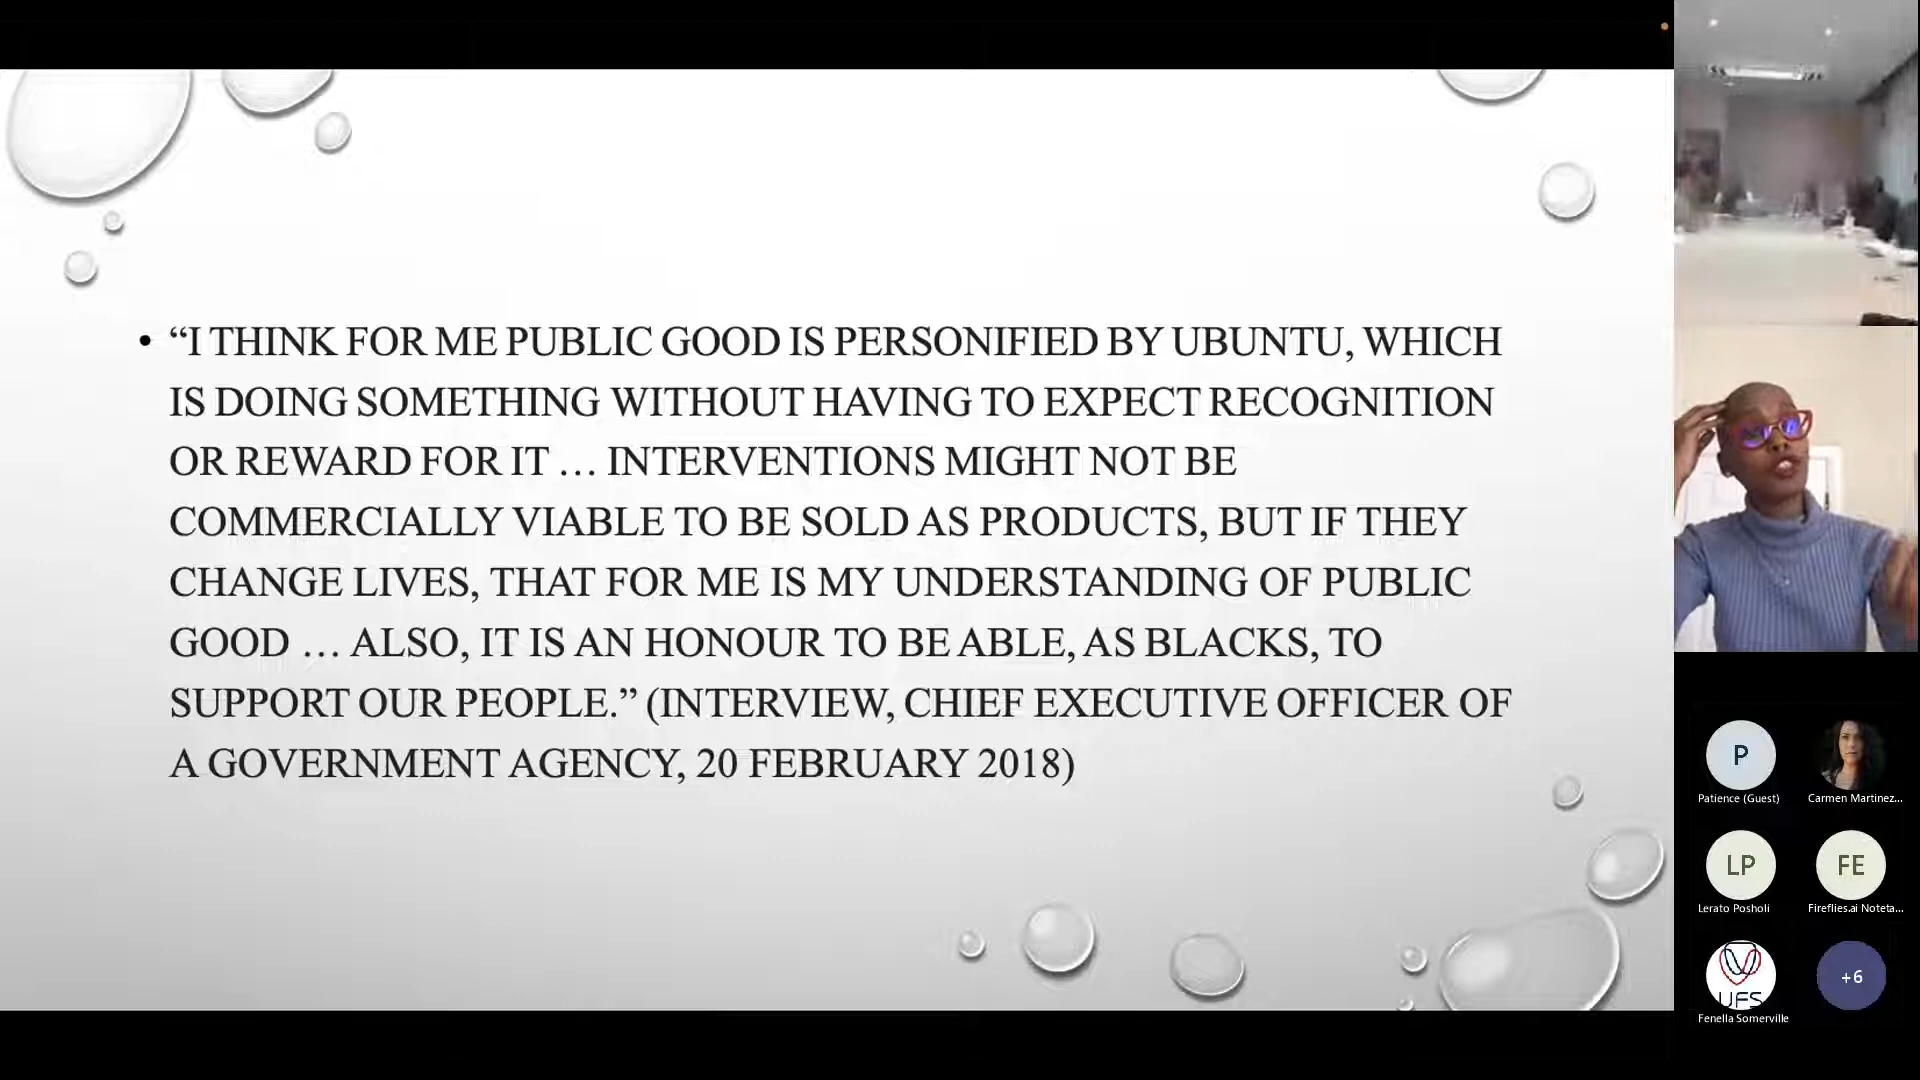 • “I THINK FOR ME PUBLIC GOOD IS PERSONIFIED BY UBUNTU, WHICH
IS DOING SOMETHING WITHOUT HAVING TO EXPECT RECOGNITION
OR REWARD FOR IT … INTERVENTIONS MIGHT NOT BE
COMMERCIALLY VIABLE TO BE SOLD AS PRODUCTS, BUT IF THEY
CHANGE LIVES, THAT FOR ME IS MY UNDERSTANDING OF PUBLIC
GOOD … ALSO, IT IS AN HONOUR TO BE ABLE, AS BLACKS, TO
SUPPORT OUR PEOPLE.” (INTERVIEW, CHIEF EXECUTIVE OFFICER OF
A GOVERNMENT AGENCY, 20 FEBRUARY 2018)
P
Patience (Guest)
Carmen Martinez...
LP
Lerato Posholi
FE
Fireflies.ai Noteta...
UFS
Fenella Somerville
+6